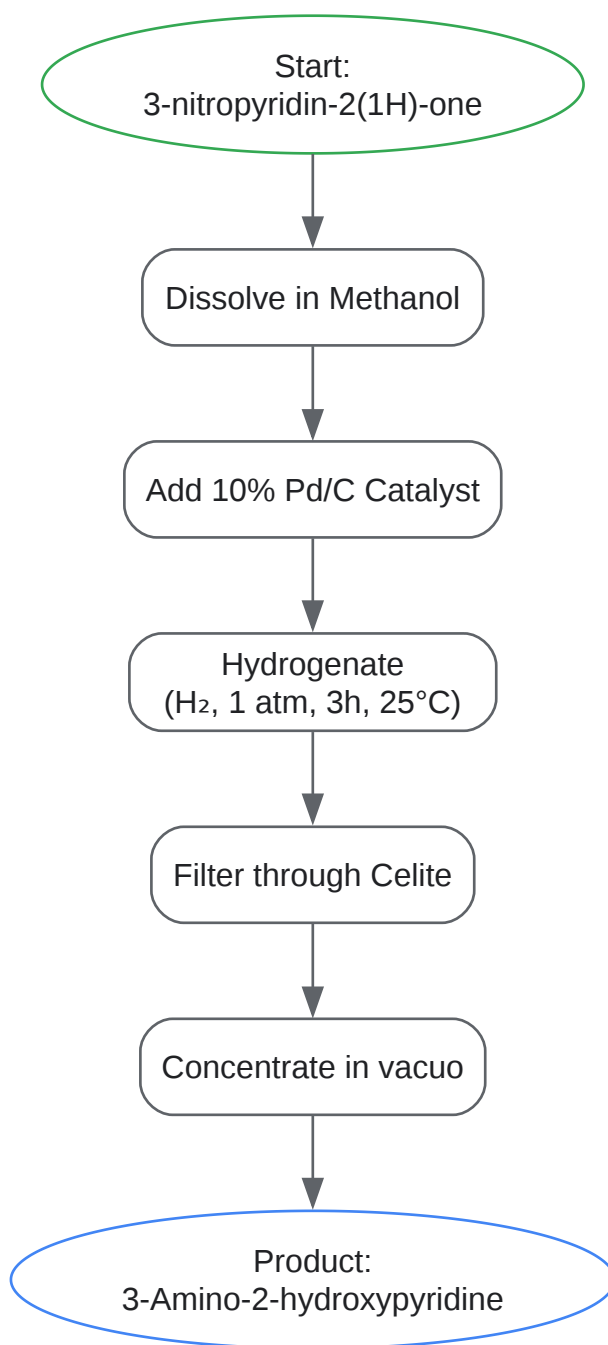 Start:
3-nitropyridin-2(1H)-one
Dissolve in Methanol
Add 10% Pd/C Catalyst
Hydrogenate
(H₂, 1 atm, 3h, 25°C)
Filter through Celite
Concentrate in vacuo
Product:
3-Amino-2-hydroxypyridine